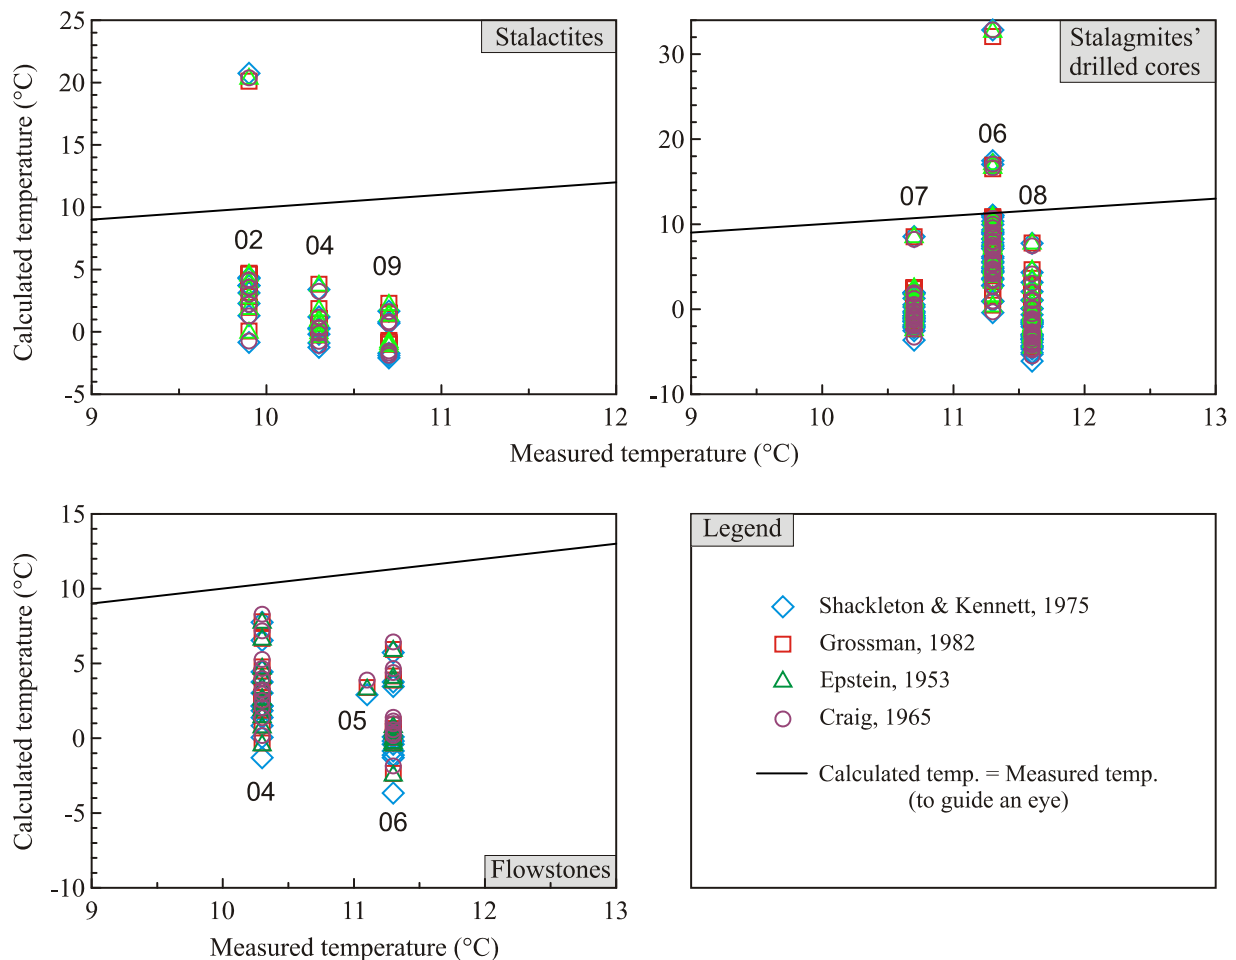 Calculated temperature (°C)
25
20
15
10
5
0
-5
Stalactites
02
04
09
9
10
11
12
30
20
10
0
-10
Stalagmites’
drilled cores
07
06
08
9
10
11
12
13
Measured temperature (°C)
Calculated temperature (°C)
15
10
5
0
-5
-10
04
05
06
Flowstones
9
10
11
12
13
Measured temperature (°C)
Legend
Shackleton & Kennett, 1975
Grossman, 1982
Epstein, 1953
Craig, 1965
Calculated temp. = Measured temp.
(to guide an eye)